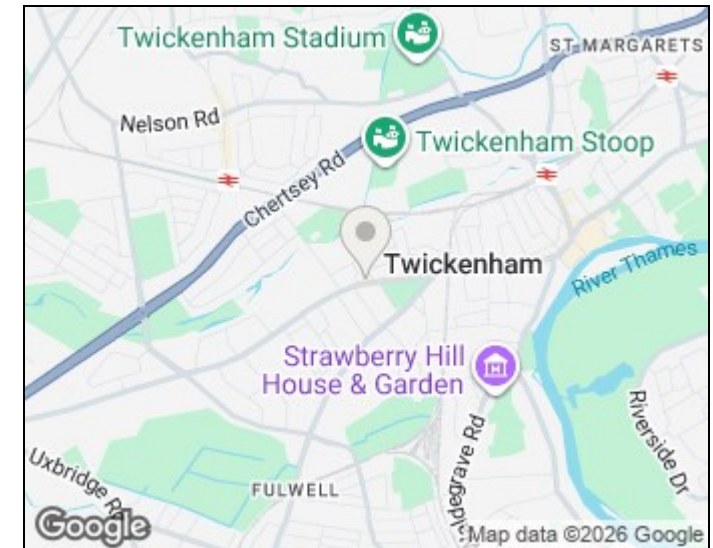 Twickenham Stadium
ST MARGARETS
Nelson Rd
Twickenham Stoop
Chertsey Rd
Twickenham
River Thames
Strawberry Hill
House & Garden
Riverside Dr
Uxbridge Rd
FULWELL
Google
Map data ©2026 Google